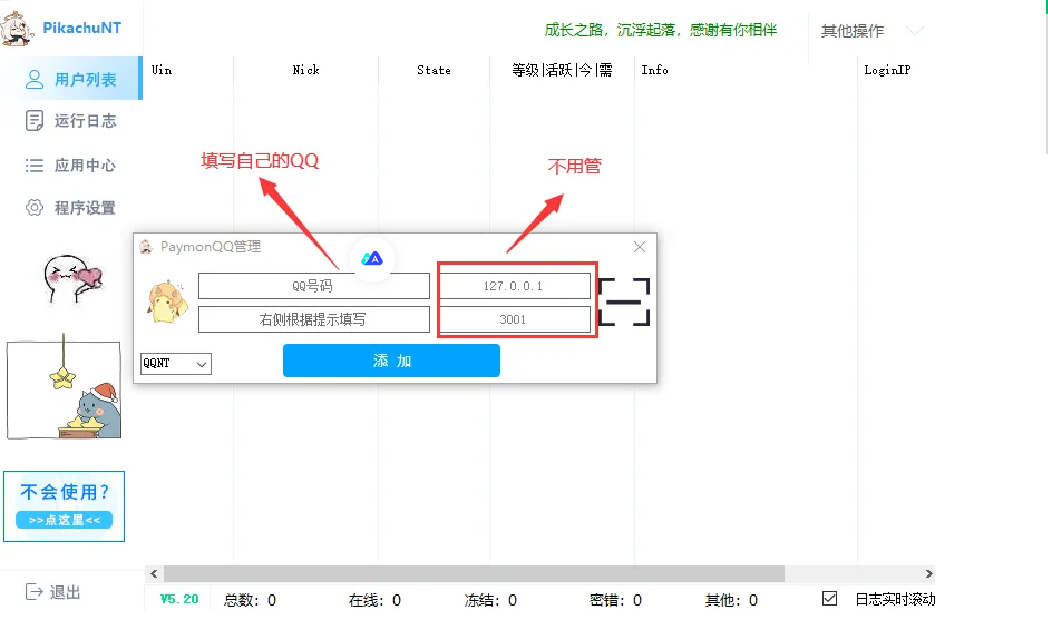 PikachuNT
成长之路，沉浮起落，感谢有你相伴
其他操作
用户列表
Uin
Nick
State
等级|活跃|今|需
Info
LoginIP
运行日志
应用中心
程序设置
填写自己的QQ
不用管
PaymonQQ管理
QQ号码
127.0.0.1
右侧根据提示填写
3001
QQNT
添 加
不会使用？
>>点这里<<
退出
V5.20
总数: 0
在线: 0
冻结: 0
密错: 0
其他: 0
日志实时滚动